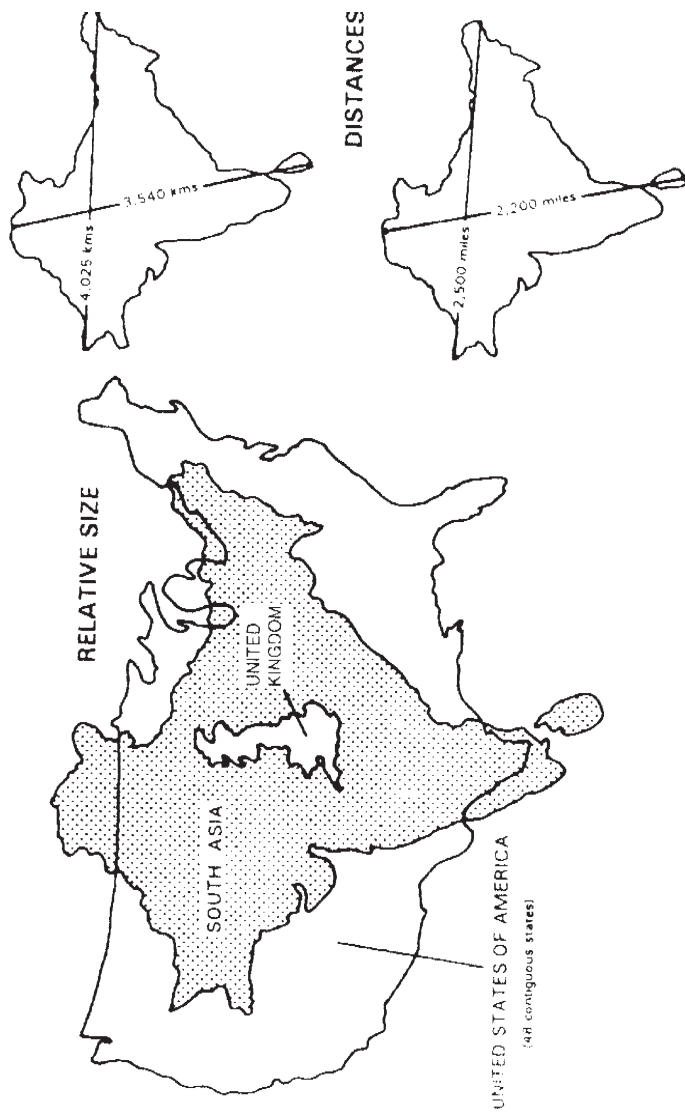 RELATIVE SIZE
UNITED
KINGDOM
SOUTH ASIA
UNITED STATES OF AMERICA
(48 contiguous states)
3,540 kms
4,025 kms
DISTANCES
2,200 miles
2,500 miles